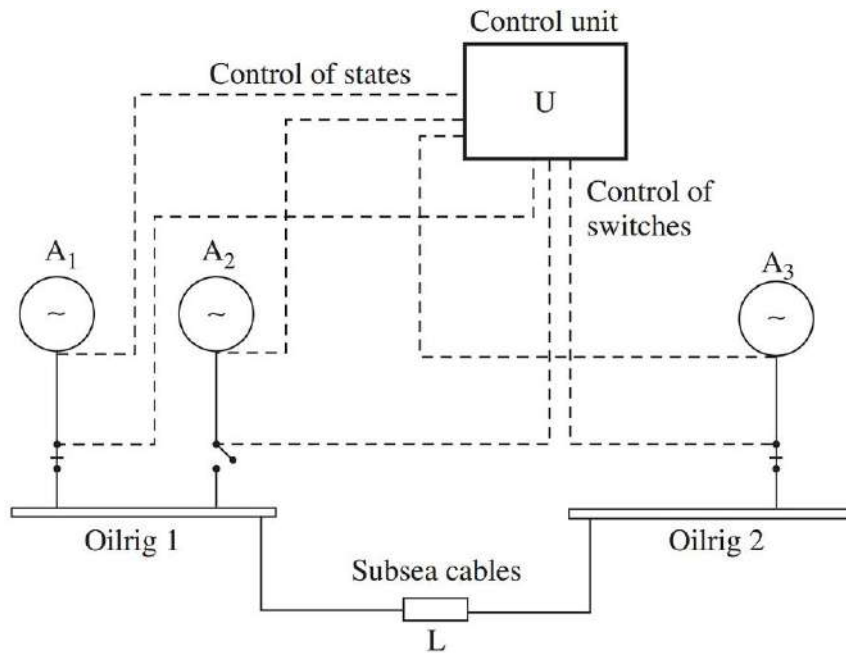 Control unit
Control of states
U
Control of
switches
A₁
A₂
A₃
~
~
~
Oilrig 1
Oilrig 2
Subsea cables
L